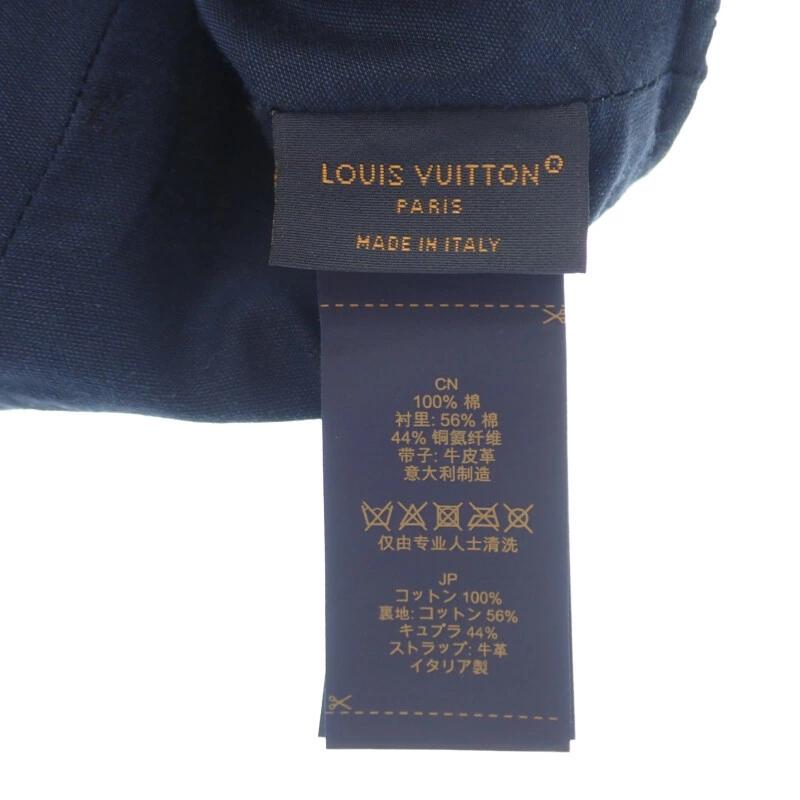 LOUIS VUITTON®
PARIS
MADE IN ITALY
CN
100% 棉
衬里: 56% 棉
44% 铜氨纤维
带子: 牛皮革
意大利制造
仅由专业人士清洗
JP
コットン 100%
裏地: コットン 56%
キュプラ 44%
ストラップ: 牛革
イタリア製